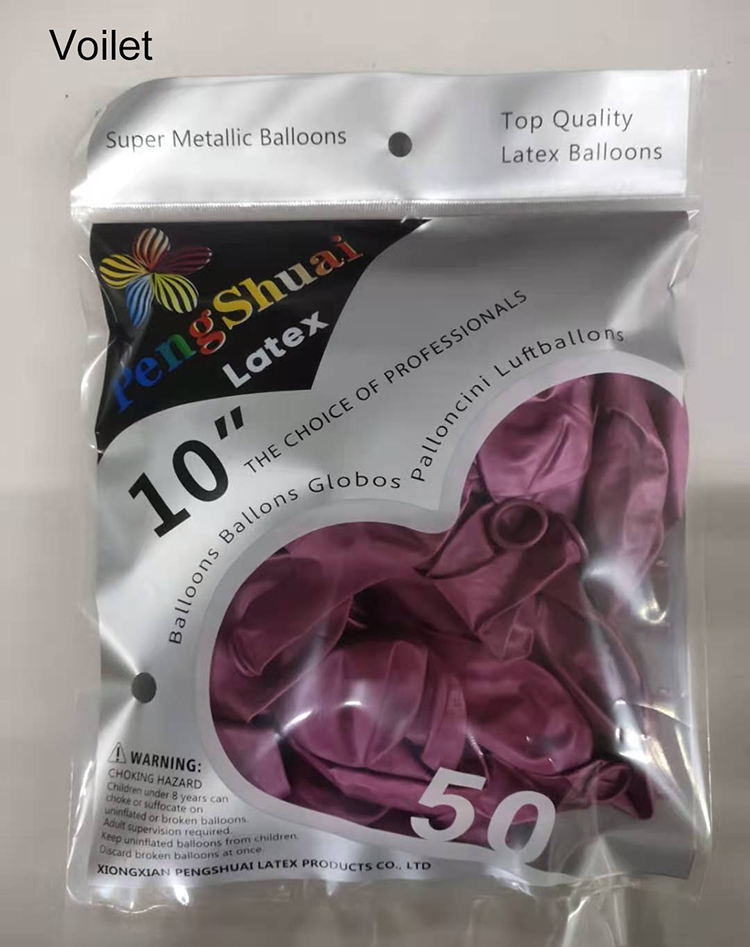 Voilet
Super Metallic Balloons
Top Quality
Latex Balloons
PengShuai
Latex
10"
THE CHOICE OF PROFESSIONALS
Balloons Ballons Globos Palloncini Luftballons
WARNING:
CHOKING HAZARD
Children under 8 years can
choke or suffocate on
uninflated or broken balloons.
Adult supervision required.
Keep uninflated balloons from children.
Discard broken balloons at once.
XIONGXIAN PENGSHUAI LATEX PRODUCTS CO., LTD
50